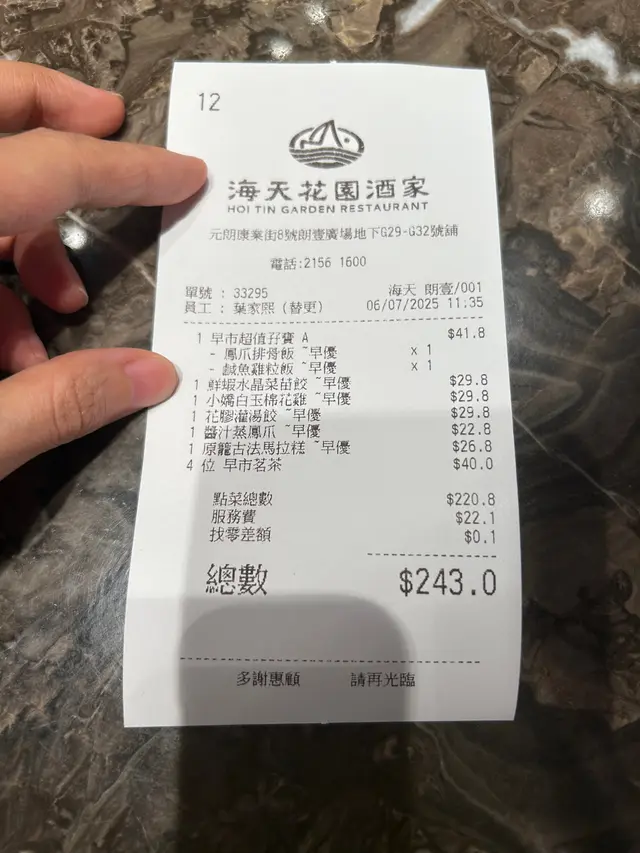 12
海天花園酒家
HOI TIN GARDEN RESTAURANT
元朗康業街8號朗壹廣場地下G29-G32號舖
電話:2156 1600
單號 : 33295 海天 朗壹/001
員工 : 葉家熙(替更) 06/07/2025 11:35
1 早市超值孖寶 A $41.8
- 鳳爪排骨飯 ~早優 x 1
- 鹹魚雞粒飯 ~早優 x 1
1 鮮蝦水晶菜苗餃 ~早優 $29.8
1 小嬌白玉棉花雞 ~早優 $29.8
1 花膠灌湯餃 ~早優 $29.8
1 醬汁蒸鳳爪 ~早優 $22.8
1 原籠古法馬拉糕 ~早優 $26.8
4 位 早市茗茶 $40.0
點菜總數 $220.8
服務費 $22.1
找零差額 $0.1
總數 $243.0
多謝惠顧 請再光臨